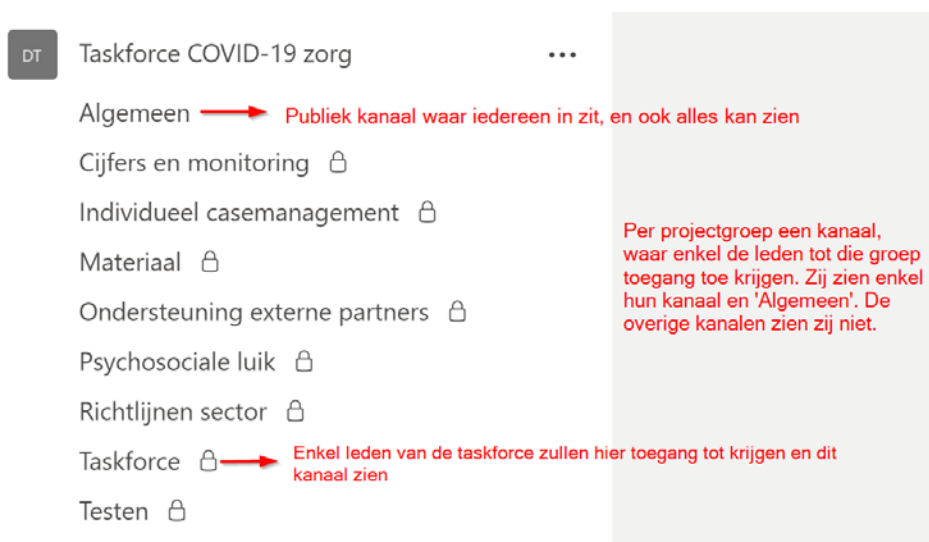 DT Taskforce COVID-19 zorg ...
Algemeen Publiek kanaal waar iedereen in zit, en ook alles kan zien
Cijfers en monitoring
Individueel casemanagement
Materiaal
Ondersteuning externe partners
Psychosociale luik
Richtlijnen sector
Taskforce
Testen
Per projectgroep een kanaal,
waar enkel de leden tot die groep
toegang toe krijgen. Zij zien enkel
hun kanaal en 'Algemeen'. De
overige kanalen zien zij niet.
Enkel leden van de taskforce zullen hier toegang tot krijgen en dit
kanaal zien